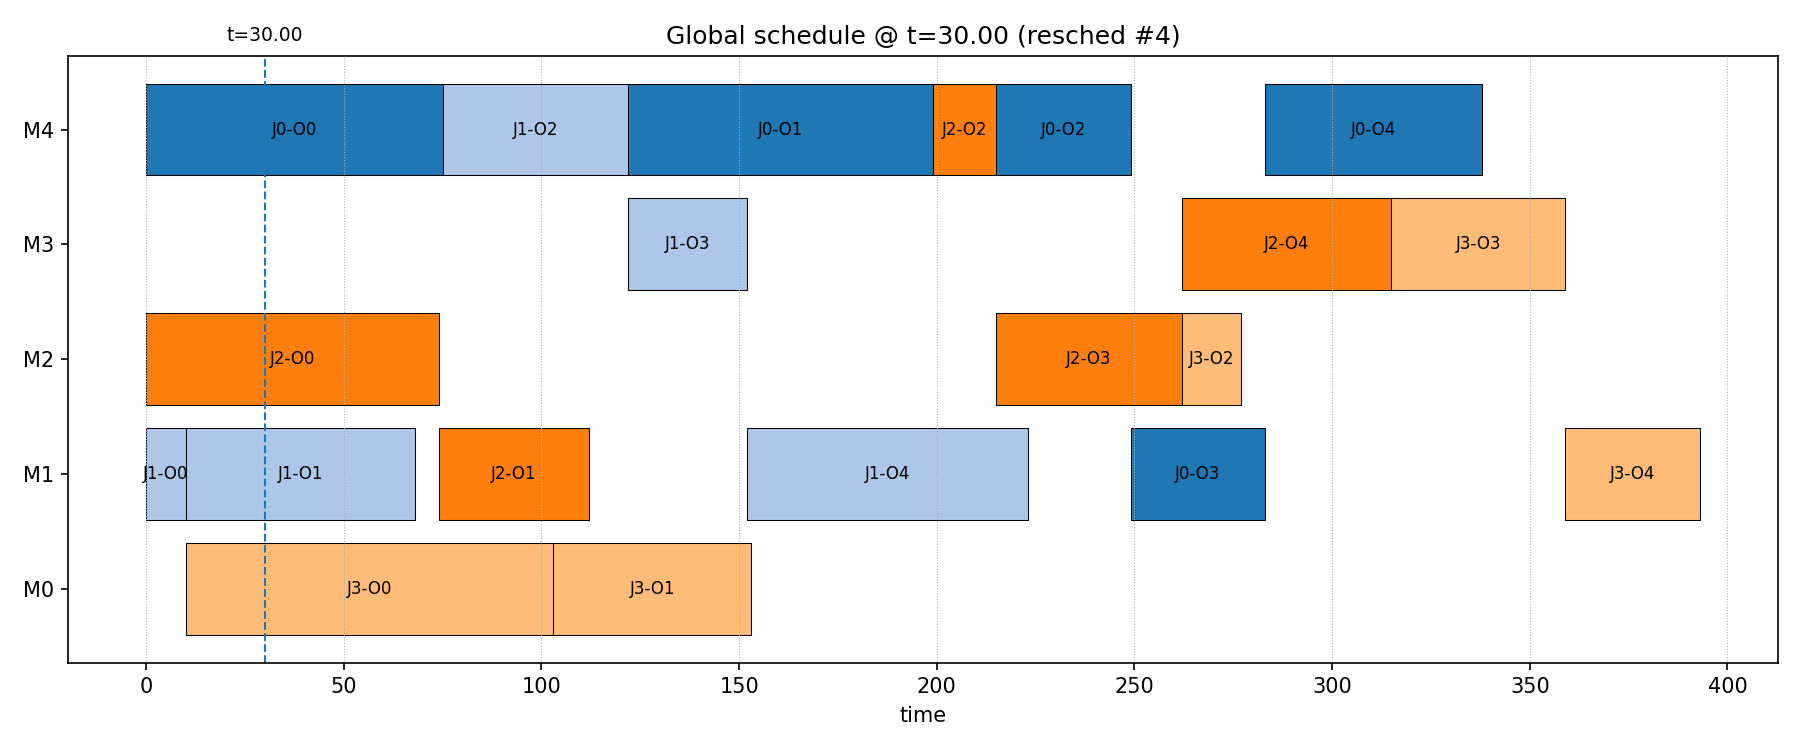 Global schedule @ t=30.00 (resched #4)
t=30.00
M4
J0-O0
J1-O2
J0-O1
J2-O2
J0-O2
J0-O4
M3
J1-O3
J2-O4
J3-O3
M2
J2-O0
J2-O3
J3-O2
M1
J1-O0
J1-O1
J2-O1
J1-O4
J0-O3
J3-O4
M0
J3-O0
J3-O1
0 50 100 150 200 250 300 350 400
time